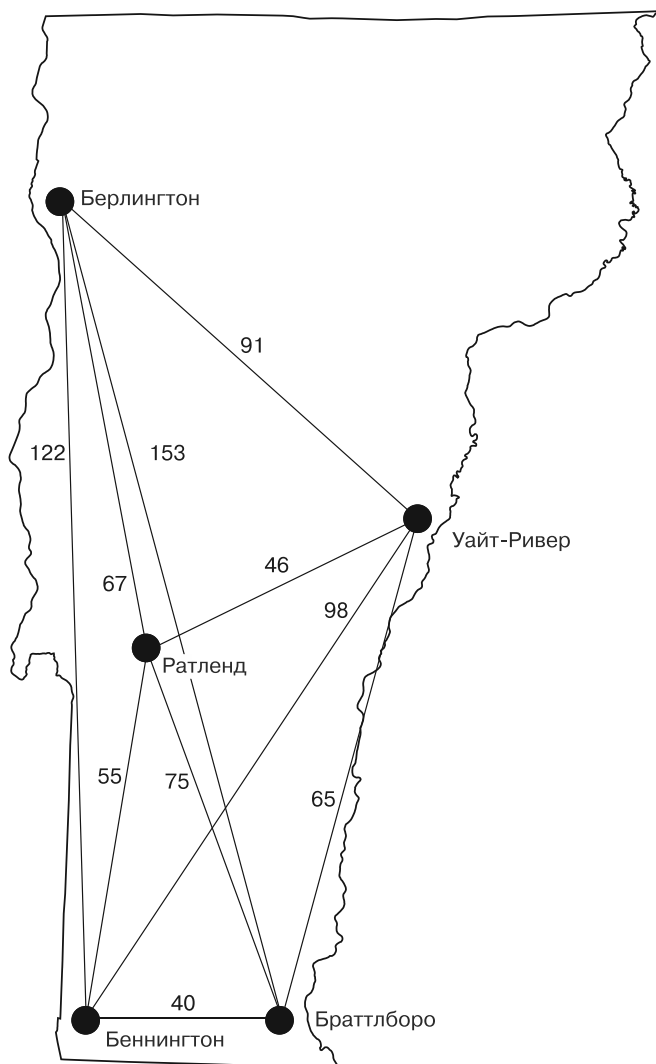 Берлингтон
91
122
153
Уайт-Ривер
46
67
98
Ратленд
55
75
65
40
Беннингтон
Браттлборо